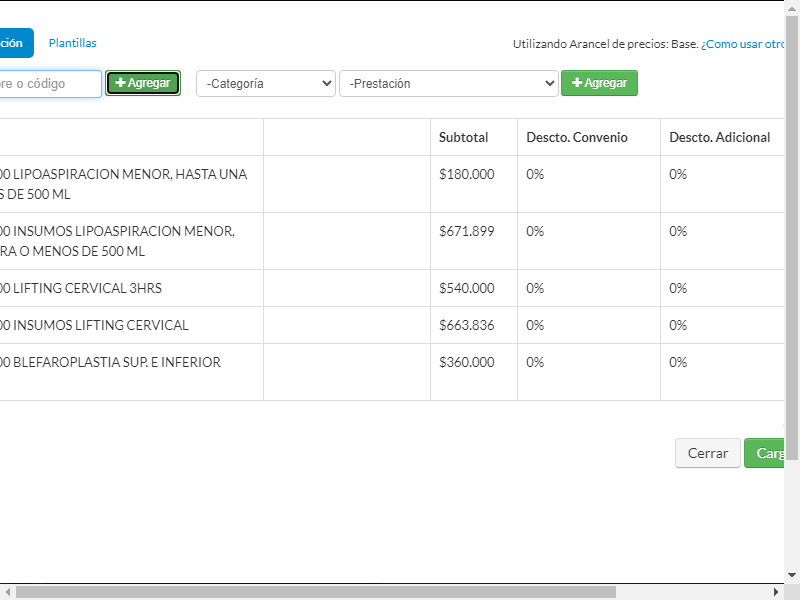 ción Plantillas Utilizando Arancel de precios: Base. ¿Como usar otro
re o código Agregar -Categoría -Prestación Agregar
Subtotal Descto. Convenio Descto. Adicional
00 LIPOASPIRACION MENOR, HASTA UNA $180.000 0% 0%
S DE 500 ML
00 INSUMOS LIPOASPIRACION MENOR, $671.899 0% 0%
RA O MENOS DE 500 ML
00 LIFTING CERVICAL 3HRS $540.000 0% 0%
00 INSUMOS LIFTING CERVICAL $663.836 0% 0%
00 BLEFAROPLASTIA SUP. E INFERIOR $360.000 0% 0%
Cerrar Carg